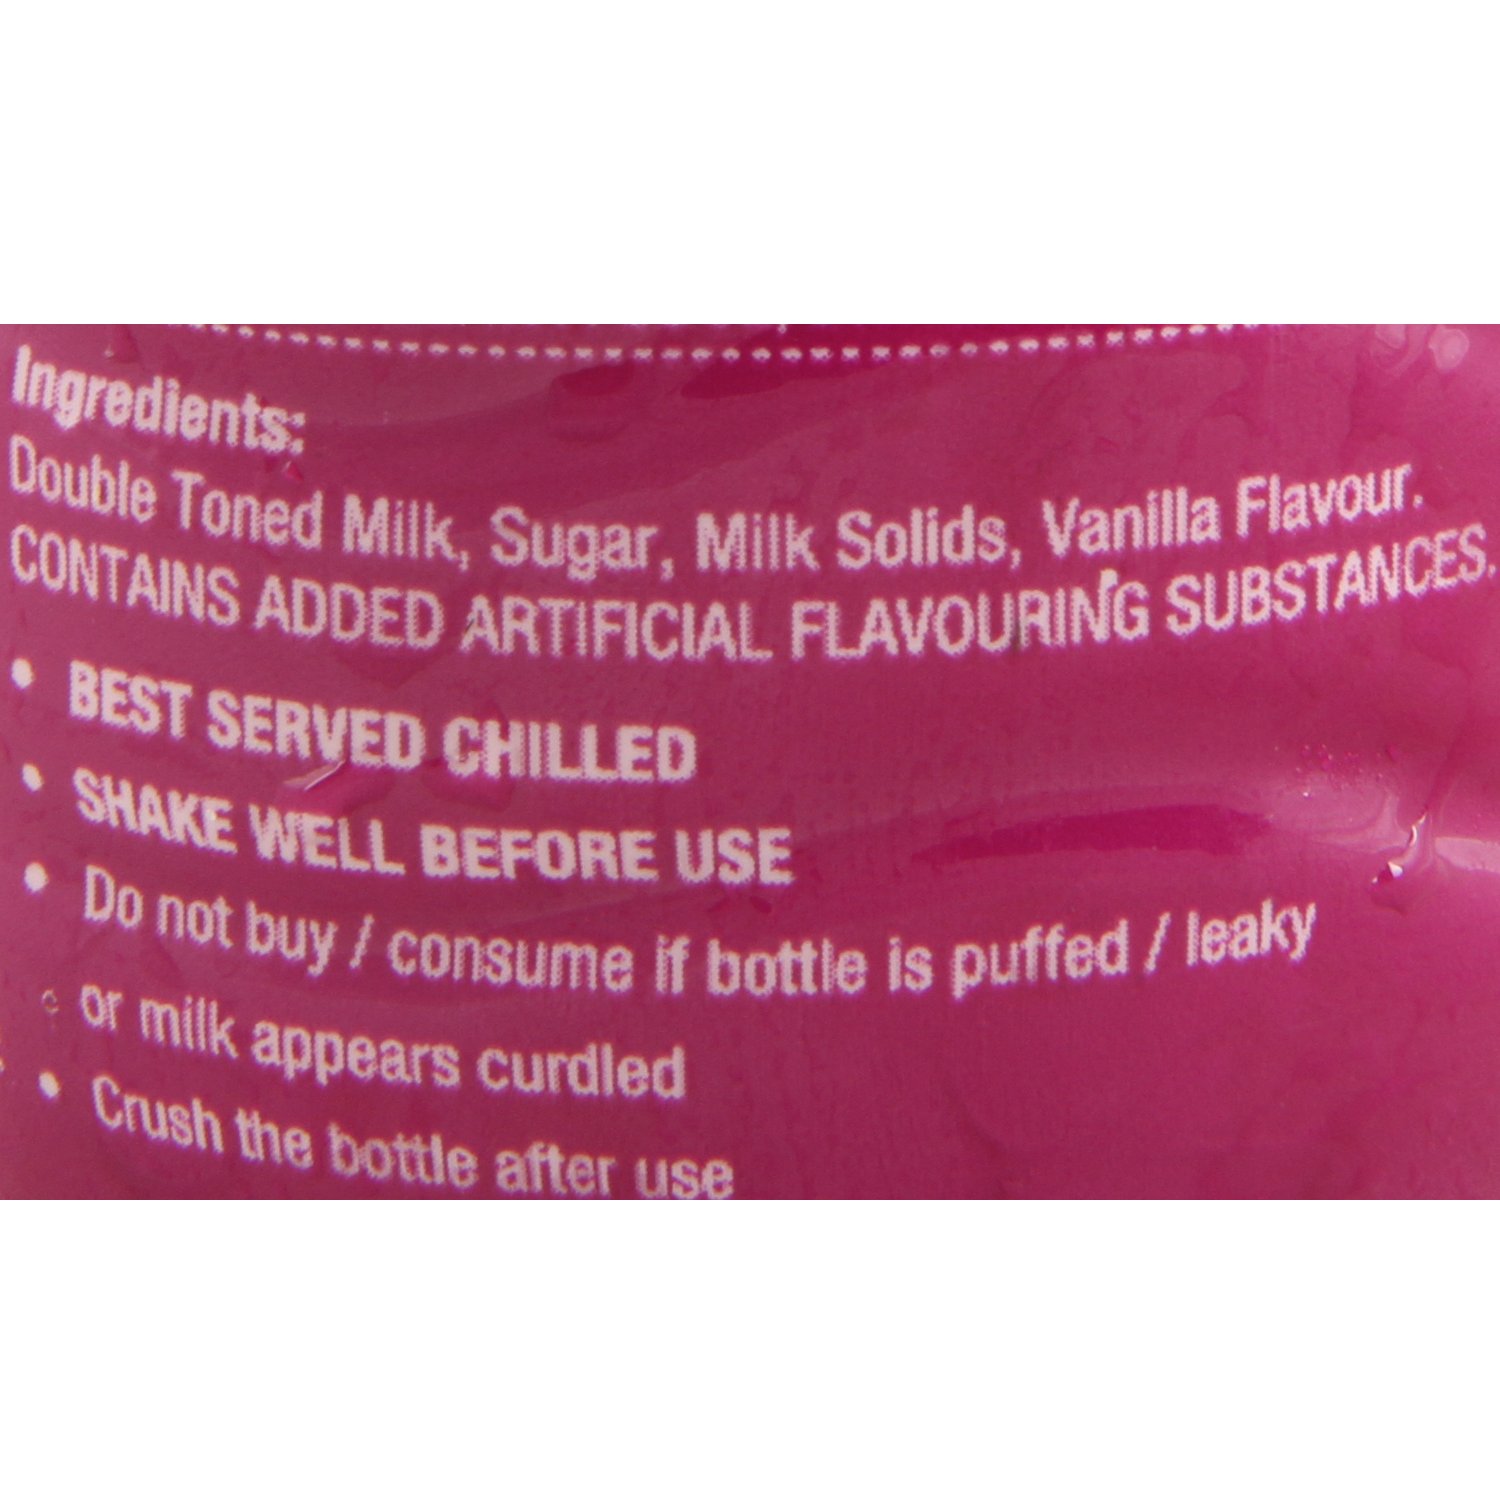 Ingredients:
Double Toned Milk, Sugar, Milk Solids, Vanilla Flavour.
CONTAINS ADDED ARTIFICIAL FLAVOURING SUBSTANCES.
• BEST SERVED CHILLED
• SHAKE WELL BEFORE USE
• Do not buy / consume if bottle is puffed / leaky
or milk appears curdled
• Crush the bottle after use